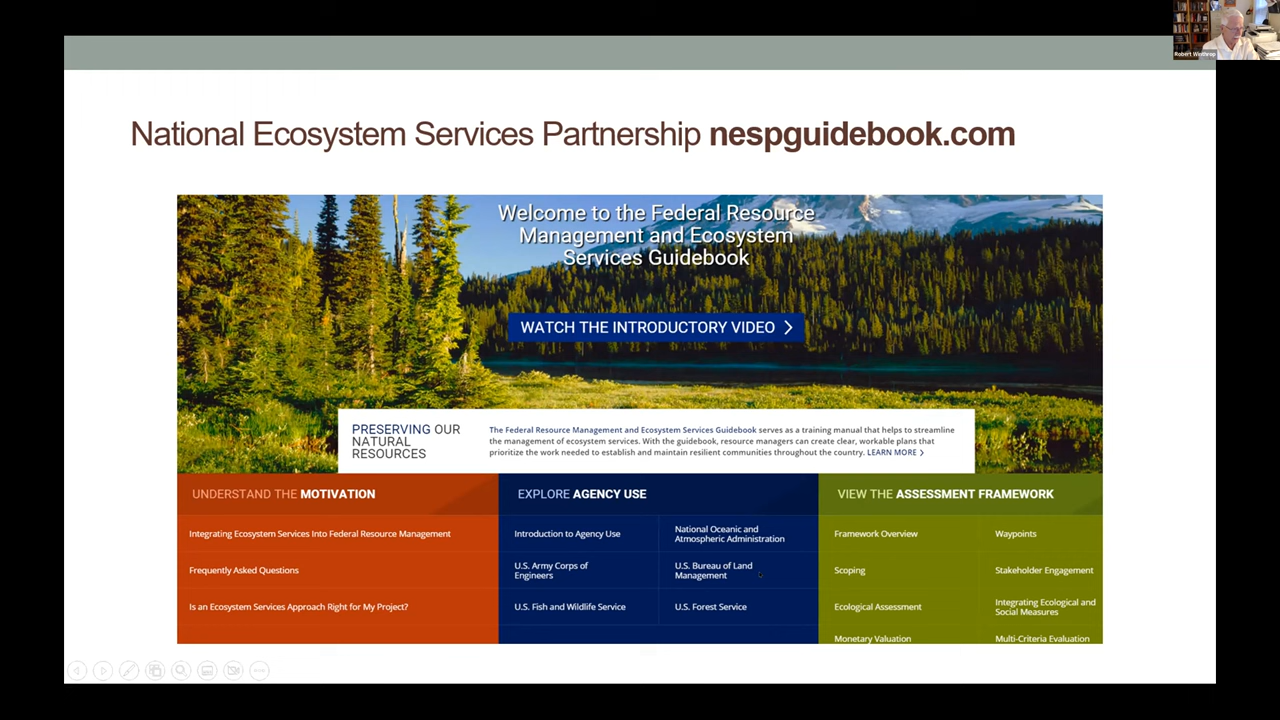 Robert Winthrop
National Ecosystem Services Partnership nespguidebook.com
Welcome to the Federal Resource
Management and Ecosystem
Services Guidebook
WATCH THE INTRODUCTORY VIDEO
PRESERVING OUR
NATURAL
RESOURCES
The Federal Resource Management and Ecosystem Services Guidebook serves as a training manual that helps to streamline
the management of ecosystem services. With the guidebook, resource managers can create clear, workable plans that
prioritize the work needed to establish and maintain resilient communities throughout the country. LEARN MORE
UNDERSTAND THE MOTIVATION
Integrating Ecosystem Services Into Federal Resource Management
Frequently Asked Questions
Is an Ecosystem Services Approach Right for My Project?
EXPLORE AGENCY USE
Introduction to Agency Use
U.S. Army Corps of
Engineers
U.S. Fish and Wildlife Service
National Oceanic and
Atmospheric Administration
U.S. Bureau of Land
Management
U.S. Forest Service
VIEW THE ASSESSMENT FRAMEWORK
Framework Overview
Scoping
Ecological Assessment
Monetary Valuation
Waypoints
Stakeholder Engagement
Integrating Ecological and
Social Measures
Multi-Criteria Evaluation